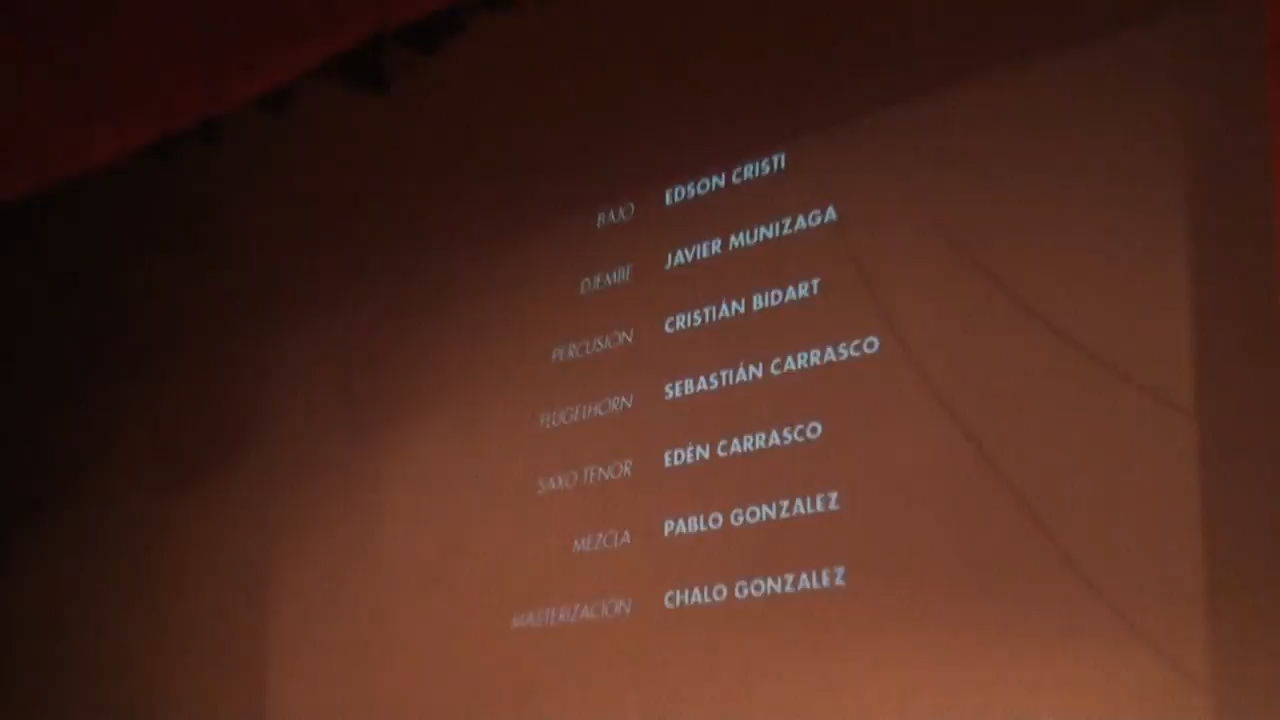 BAJO EDSON CRISTI
DJEMBE JAVIER MUNIZAGA
PERCUSIÓN CRISTIÁN BIDART
FLUGELHORN SEBASTIÁN CARRASCO
SAXO TENOR EDÉN CARRASCO
MEZCLA PABLO GONZALEZ
MASTERIZACIÓN CHALO GONZALEZ